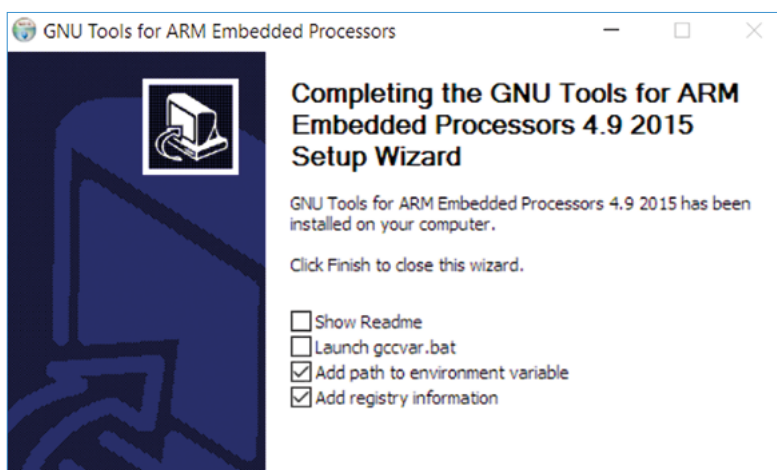 GNU Tools for ARM Embedded Processors
Completing the GNU Tools for ARM
Embedded Processors 4.9 2015
Setup Wizard
GNU Tools for ARM Embedded Processors 4.9 2015 has been
installed on your computer.
Click Finish to close this wizard.
Show Readme
Launch gccvar.bat
Add path to environment variable
Add registry information